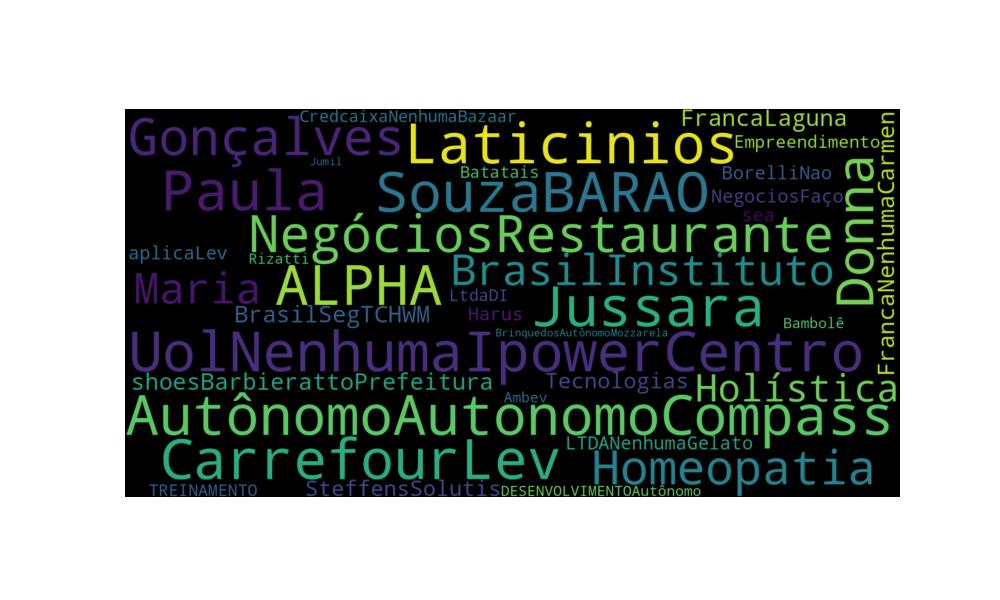 CredcaixaNenhumaBazaar
FrancaLaguna
Gonçalves
Laticinios
Empreendimento
Jumil
Batatais
BorelliNao
Paula
SouzaBARAO
NegociosFaço
Donna
FrancaNenhumaCarmen
sea
NegóciosRestaurante
aplicaLev
Rizatti
BrasilInstituto
Maria
ALPHA
LtdaDI
Jussara
BrasilSegTCHWM
Harus
Bambolê
BrinquedosAutônomoMozzarela
UolNenhumaIpowerCentro
shoesBarbierattoPrefeitura
Tecnologias
Holística
Ambev
AutônomoAutonomoCompass
CarrefourLev
LTDANenhumaGelato
Homeopatia
TREINAMENTO
SteffensSolutis
DESENVOLVIMENTOAutônomo